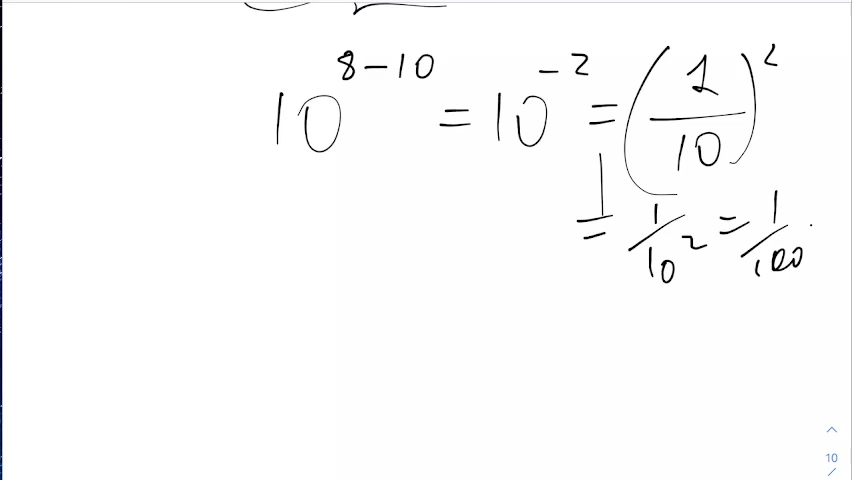 10^{8-10} = 10^{-2} = (1/10)^2
= 1/10^2 = 1/100
10